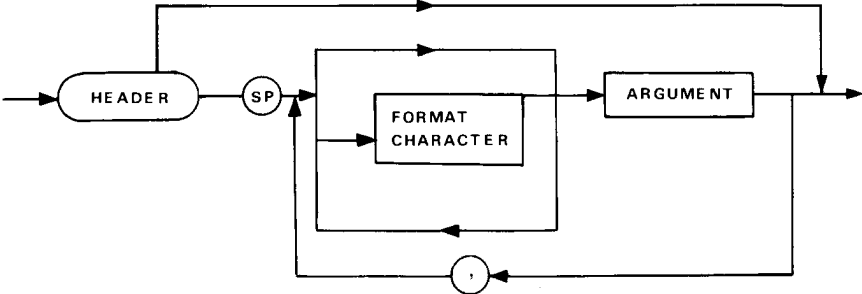 HEADER
SP
FORMAT
CHARACTER
ARGUMENT
,